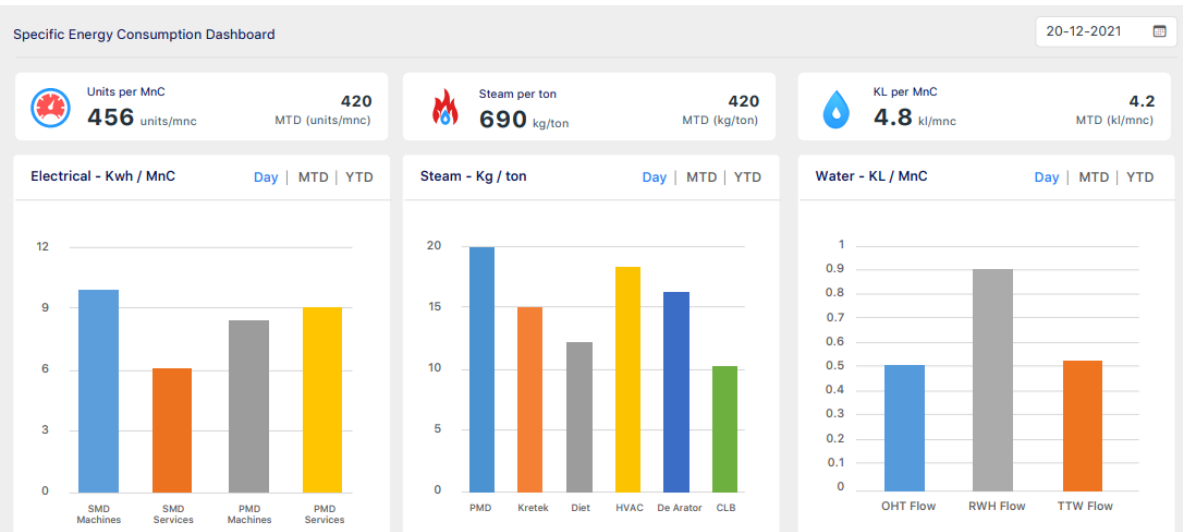 Specific Energy Consumption Dashboard
20-12-2021
Units per MnC
456 units/mnc
420
MTD (units/mnc)
Steam per ton
690 kg/ton
420
MTD (kg/ton)
KL per MnC
4.8 kl/mnc
4.2
MTD (kl/mnc)
Electrical - Kwh / MnC
Day | MTD | YTD
12
9
6
3
0
SMD Machines
SMD Services
PMD Machines
PMD Services
Steam - Kg / ton
Day | MTD | YTD
20
15
10
5
0
PMD
Kretek
Diet
HVAC
De Arator
CLB
Water - KL / MnC
Day | MTD | YTD
1
0.9
0.8
0.7
0.6
0.5
0.4
0.3
0.2
0.1
0
OHT Flow
RWH Flow
TTW Flow